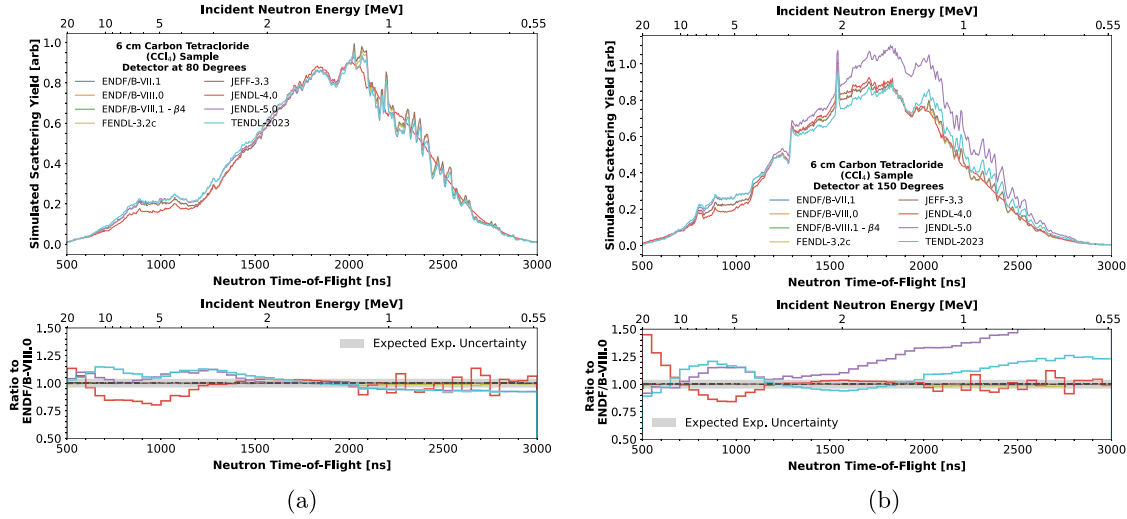 Incident Neutron Energy [MeV]
20 10 5 2 1 0.55
Simulated Scattering Yield [arb]
1.0
0.8
0.6
0.4
0.2
0.0
6 cm Carbon Tetracloride
(CCl₄) Sample
Detector at 80 Degrees
ENDF/B-VII.1
ENDF/B-VIII.0
ENDF/B-VIII.1 - β4
FENDL-3.2c
JEFF-3.3
JENDL-4.0
JENDL-5.0
TENDL-2023
500 1000 1500 2000 2500 3000
Neutron Time-of-Flight [ns]
Incident Neutron Energy [MeV]
20 10 5 2 1 0.55
Ratio to
ENDF/B-VIII.0
1.50
1.25
1.00
0.75
0.50
Expected Exp. Uncertainty
500 1000 1500 2000 2500 3000
Neutron Time-of-Flight [ns]
(a)
Incident Neutron Energy [MeV]
20 10 5 2 1 0.55
Simulated Scattering Yield [arb]
1.0
0.8
0.6
0.4
0.2
0.0
6 cm Carbon Tetracloride
(CCl₄) Sample
Detector at 150 Degrees
ENDF/B-VII.1
ENDF/B-VIII.0
ENDF/B-VIII.1 - β4
FENDL-3.2c
JEFF-3.3
JENDL-4.0
JENDL-5.0
TENDL-2023
500 1000 1500 2000 2500 3000
Neutron Time-of-Flight [ns]
Incident Neutron Energy [MeV]
20 10 5 2 1 0.55
Ratio to
ENDF/B-VIII.0
1.50
1.25
1.00
0.75
0.50
Expected Exp. Uncertainty
500 1000 1500 2000 2500 3000
Neutron Time-of-Flight [ns]
(b)